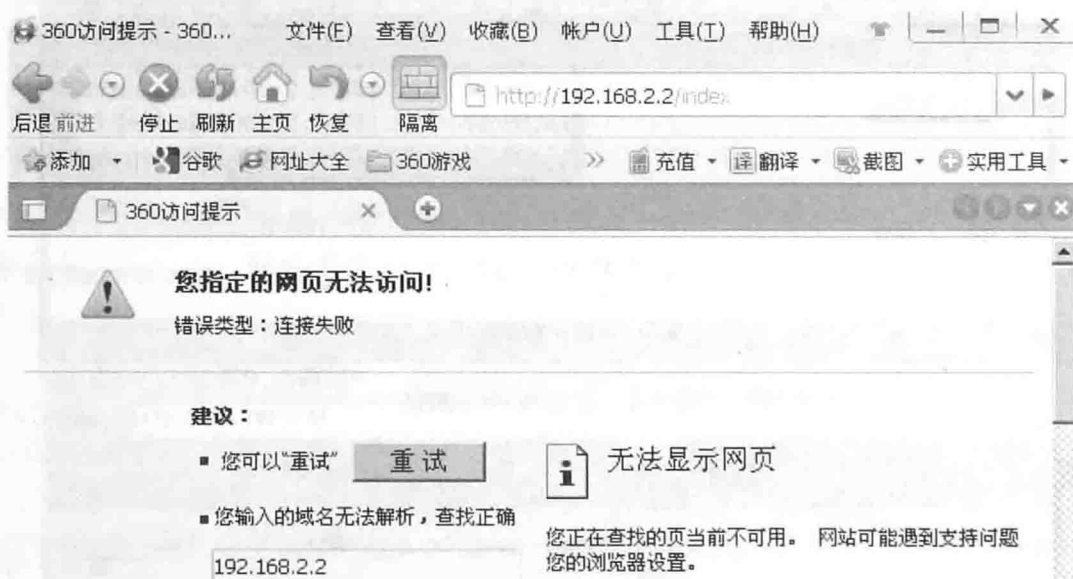 360访问提示 - 360... 文件(F) 查看(V) 收藏(B) 帐户(U) 工具(T) 帮助(H)
http://192.168.2.2/index
后退 前进 停止 刷新 主页 恢复 隔离
添加 谷歌 网址大全 360游戏 >> 充值 译 翻译 截图 实用工具
360访问提示
您指定的网页无法访问!
错误类型：连接失败
建议：
您可以"重试" 重 试
无法显示网页
您输入的域名无法解析，查找正确
您正在查找的页当前不可用。 网站可能遇到支持问题
您的浏览器设置。
192.168.2.2